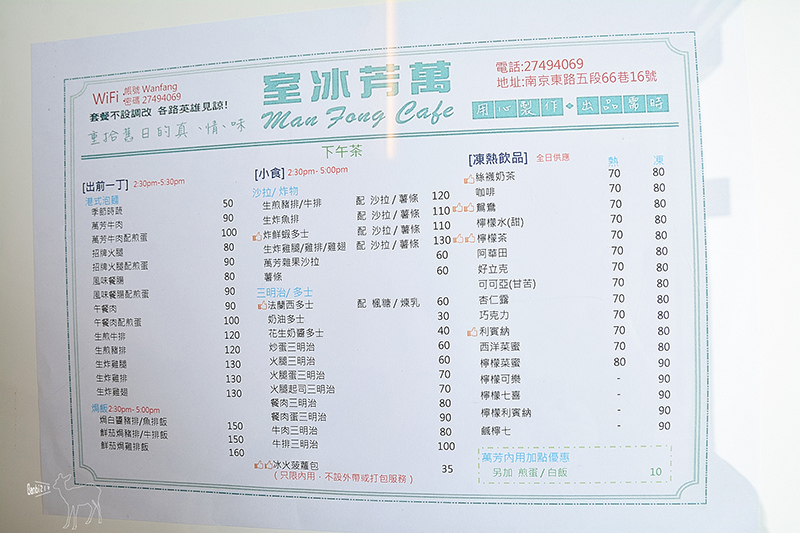 WiFi 帳號 Wanfang
密碼 27494069
套餐不設調改 各路英雄見諒!
重拾舊日的真、情、味
室冰芳萬
Man Fong Cafe
電話:27494069
地址:南京東路五段66巷16號
用心製作 出品需時
下午茶
[出前一丁] 2:30pm-5:30pm
港式泡麵
季節時蔬 50
萬芳牛肉 90
萬芳牛肉配煎蛋 100
招牌火腿 80
招牌火腿配煎蛋 90
風味餐腸 80
風味餐腸配煎蛋 90
午餐肉 90
午餐肉配煎蛋 100
生煎牛排 120
生煎豬排 120
生炸雞腿 130
生炸雞排 130
生炸雞翅 130
焗飯 2:30pm- 5:00pm
焗白醬豬排/魚排飯 150
鮮茄焗豬排/牛排飯 150
鮮茄焗雞排飯 160
[小食] 2:30pm- 5:00pm
沙拉/ 炸物
生煎豬排/牛排 配 沙拉 / 薯條 120
生炸魚排 配 沙拉 / 薯條 110
炸鮮蝦多士 配 沙拉 / 薯條 110
生炸雞腿/雞排/雞翅 配 沙拉 / 薯條 130
萬芳雜果沙拉 60
薯條 60
三明治/ 多士
法蘭西多士 配 楓糖 / 煉乳 60
奶油多士 30
花生奶醬多士 40
炒蛋三明治 60
火腿三明治 60
火腿蛋三明治 70
火腿起司三明治 70
餐肉三明治 70
餐肉蛋三明治 80
牛肉三明治 80
牛排三明治 100
冰火菠蘿包 35
( 只限內用，不設外帶或打包服務 )
[凍熱飲品] 全日供應 熱 凍
絲襪奶茶 70 80
咖啡 70 80
鴛鴦 70 80
檸檬水(甜) 70 80
檸檬茶 70 80
阿華田 70 80
好立克 70 80
可可亞(甘苦) 70 80
杏仁露 70 80
巧克力 70 80
利賓納 70 80
西洋菜蜜 70 80
檸檬菜蜜 80 90
檸檬可樂 - 90
檸檬七喜 - 90
檸檬利賓納 - 90
鹹檸七 - 90
萬芳內用加點優惠
另加 煎蛋 / 白飯 10